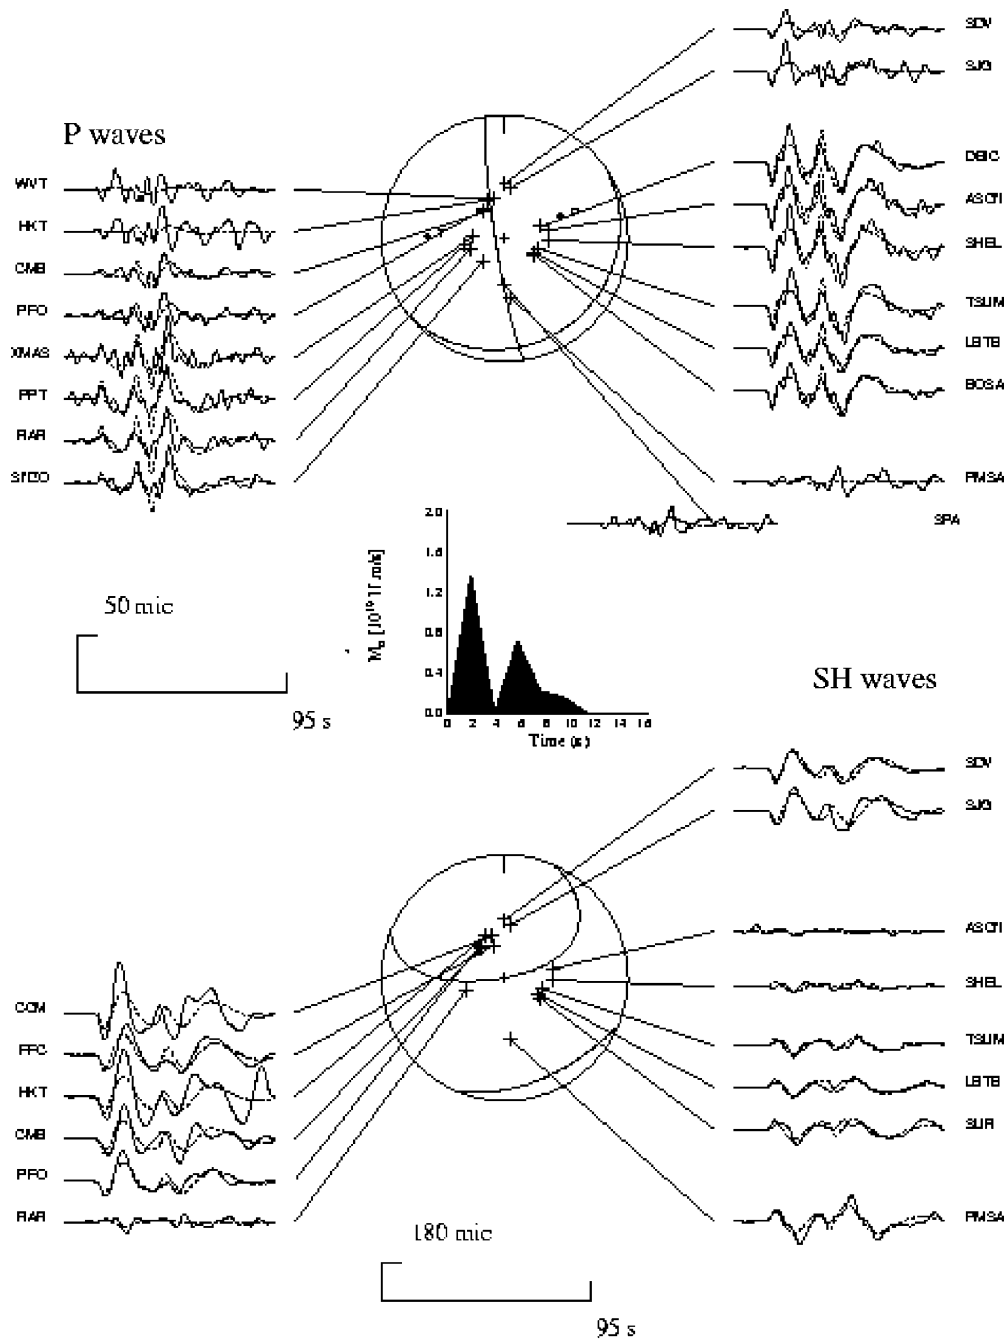 SDV
SJG
P waves
DBIC
WVT
ASCN
HKT
SHEL
CMB
TSUM
PFO
LBTB
XMAS
BOSA
PPT
RAR
PMSA
2.0
SPA
1.6
50 mic
1.2
0.8
0.4
0.0
0 2 4 6 8 10 12 14 16
Time (s)
95 s
SH waves
SDV
SJG
ASCN
SHEL
FFC
TSUM
HKT
LBTB
CMB
SUR
PFO
RAR
PMSA
180 mic
95 s